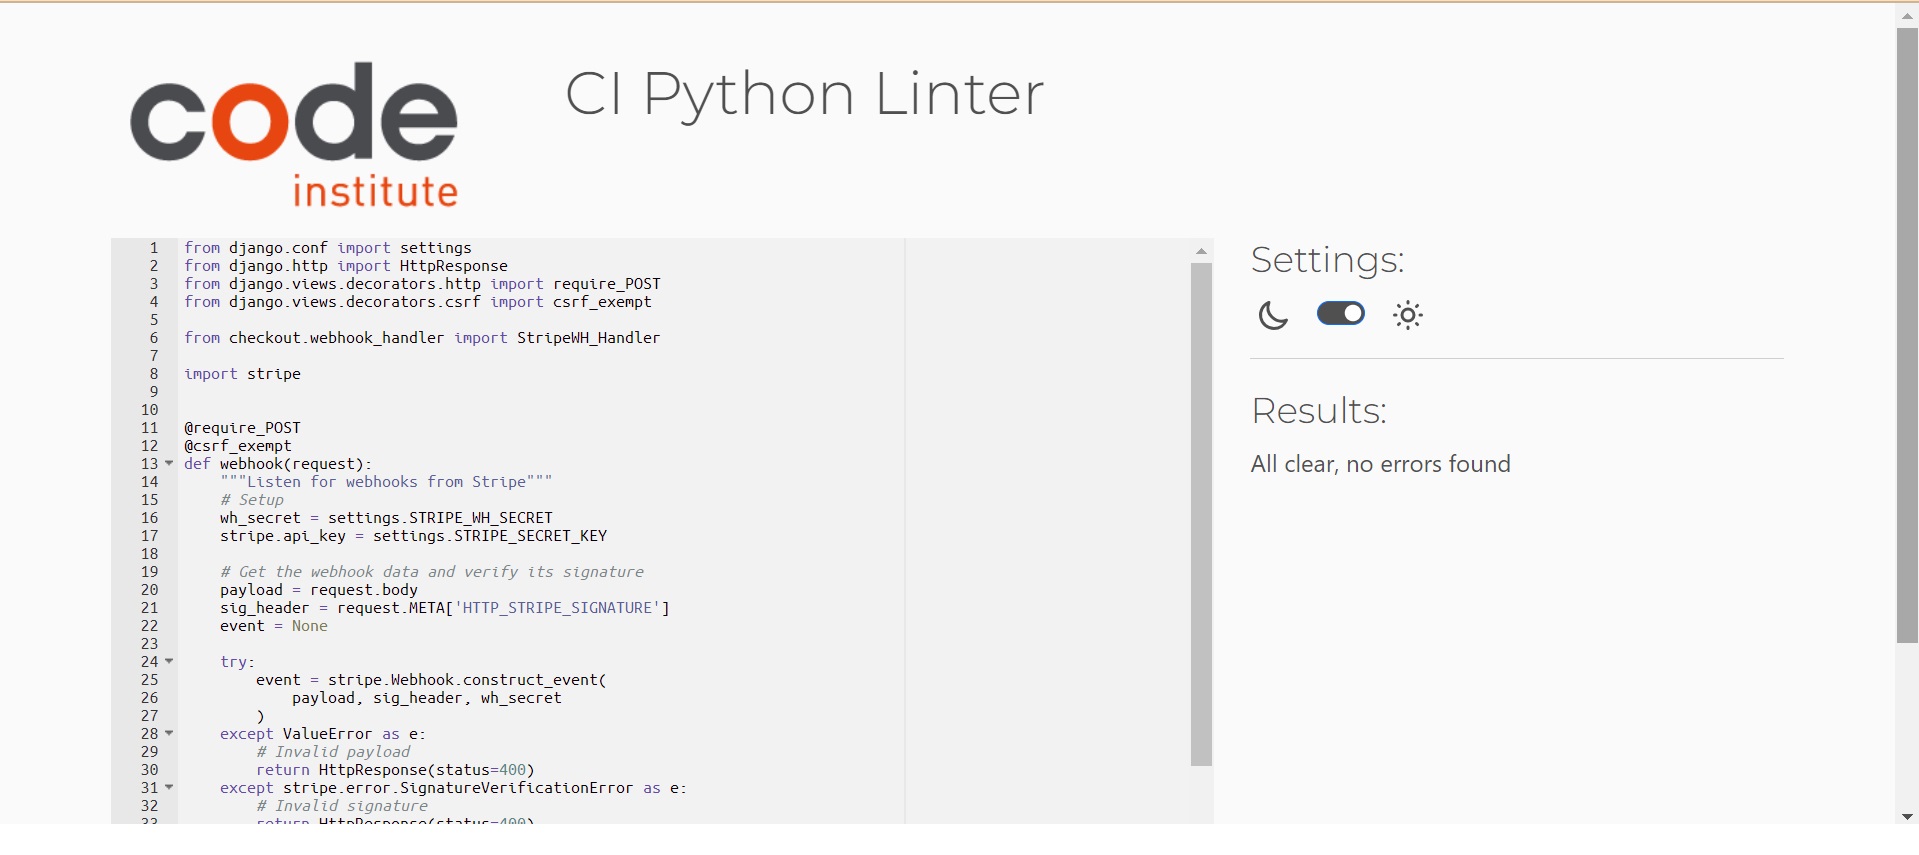 code
institute
CI Python Linter
1 from django.conf import settings
2 from django.http import HttpResponse
3 from django.views.decorators.http import require_POST
4 from django.views.decorators.csrf import csrf_exempt
5
6 from checkout.webhook_handler import StripeWH_Handler
7
8 import stripe
9
10
11 @require_POST
12 @csrf_exempt
13 def webhook(request):
14     """Listen for webhooks from Stripe"""
15     # Setup
16     wh_secret = settings.STRIPE_WH_SECRET
17     stripe.api_key = settings.STRIPE_SECRET_KEY
18
19     # Get the webhook data and verify its signature
20     payload = request.body
21     sig_header = request.META['HTTP_STRIPE_SIGNATURE']
22     event = None
23
24     try:
25         event = stripe.Webhook.construct_event(
26             payload, sig_header, wh_secret
27         )
28     except ValueError as e:
29         # Invalid payload
30         return HttpResponse(status=400)
31     except stripe.error.SignatureVerificationError as e:
32         # Invalid signature
33         return HttpResponse(status=400)
Settings:
Results:
All clear, no errors found